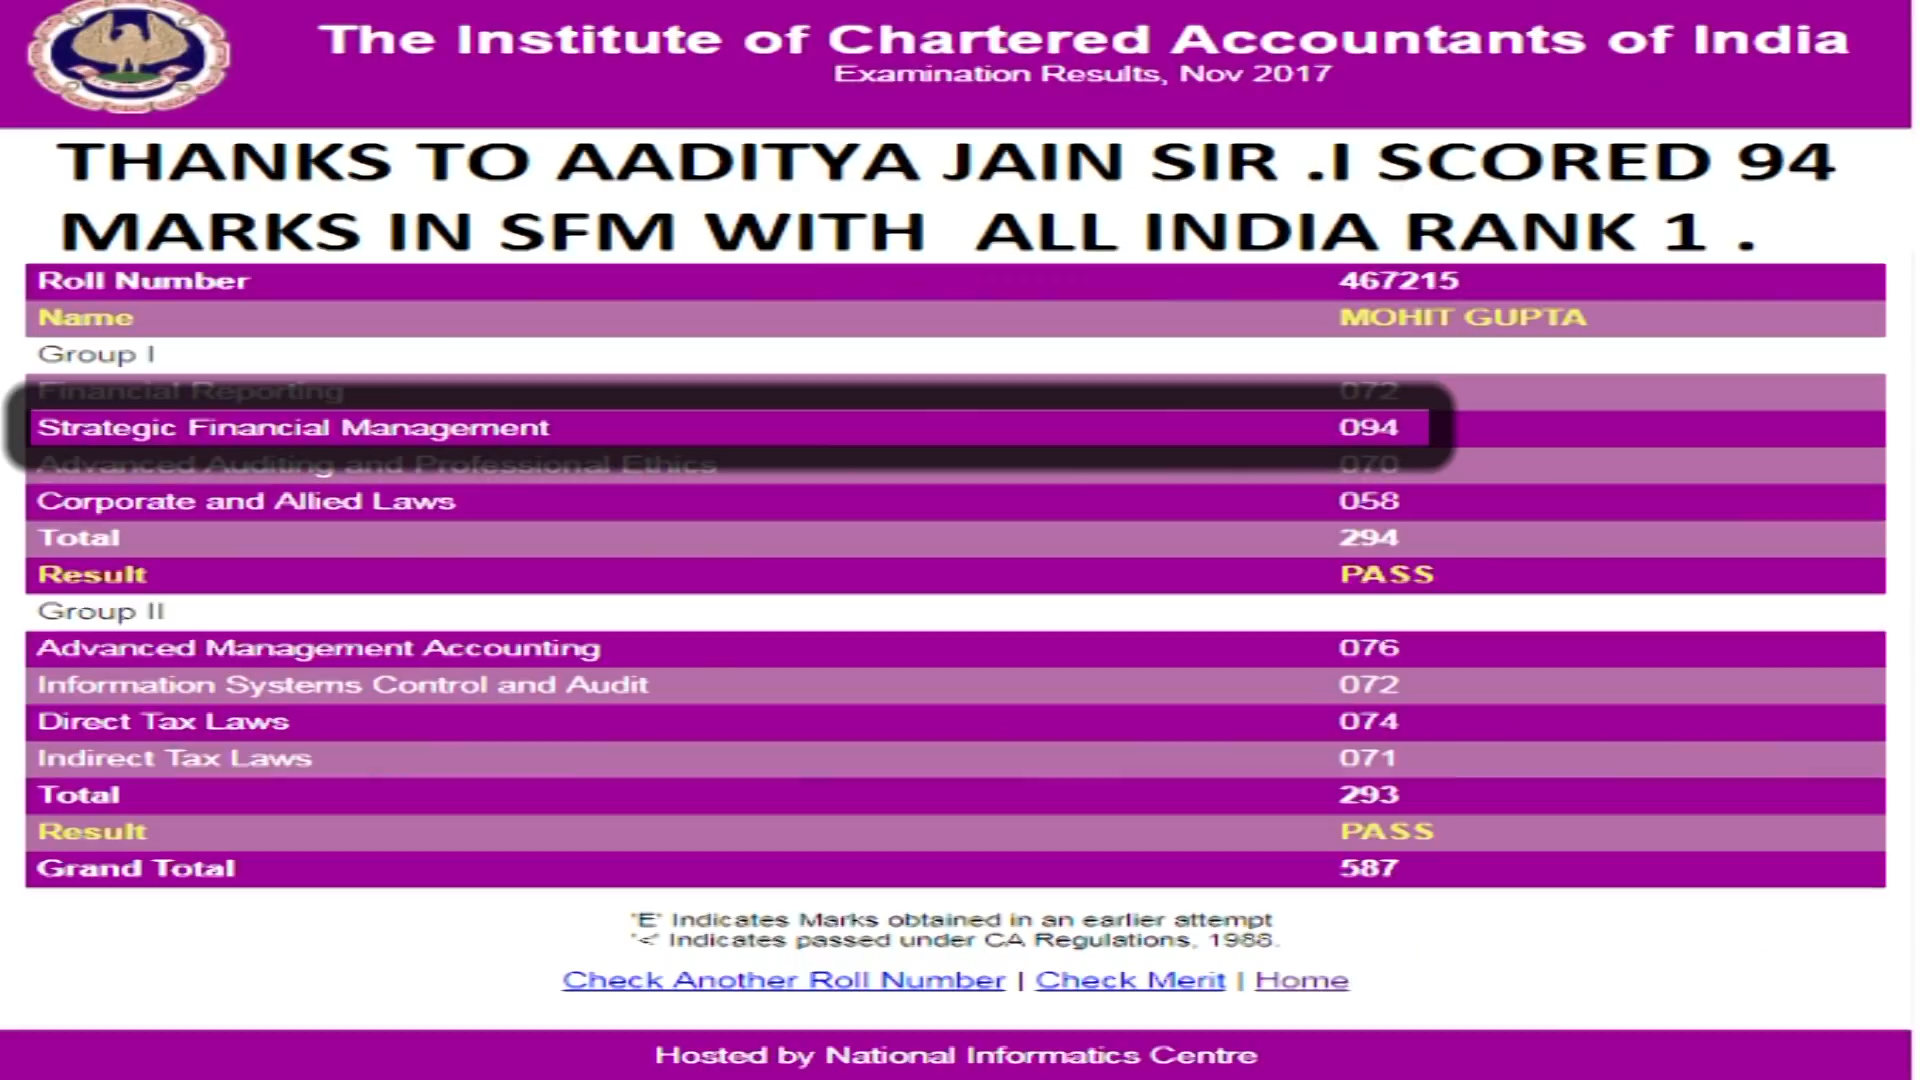 The Institute of Chartered Accountants of India
Examination Results, Nov 2017
THANKS TO AADITYA JAIN SIR .I SCORED 94
MARKS IN SFM WITH ALL INDIA RANK 1 .
Roll Number 467215
Name MOHIT GUPTA
Group I
Financial Reporting 072
Strategic Financial Management 094
Advanced Auditing and Professional Ethics 070
Corporate and Allied Laws 058
Total 294
Result PASS
Group II
Advanced Management Accounting 076
Information Systems Control and Audit 072
Direct Tax Laws 074
Indirect Tax Laws 071
Total 293
Result PASS
Grand Total 587
'E' Indicates Marks obtained in an earlier attempt
'<' Indicates passed under CA Regulations, 1988.
Check Another Roll Number | Check Merit | Home
Hosted by National Informatics Centre